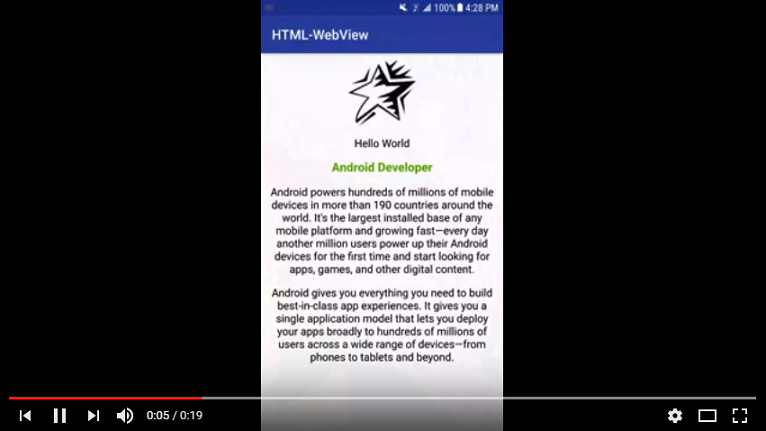 100% 4:28 PM
HTML-WebView
Hello World
Android Developer
Android powers hundreds of millions of mobile
devices in more than 190 countries around the
world. It's the largest installed base of any
mobile platform and growing fast—every day
another million users power up their Android
devices for the first time and start looking for
apps, games, and other digital content.
Android gives you everything you need to build
best-in-class app experiences. It gives you a
single application model that lets you deploy
your apps broadly to hundreds of millions of
users across a wide range of devices—from
phones to tablets and beyond.
0:05 / 0:19